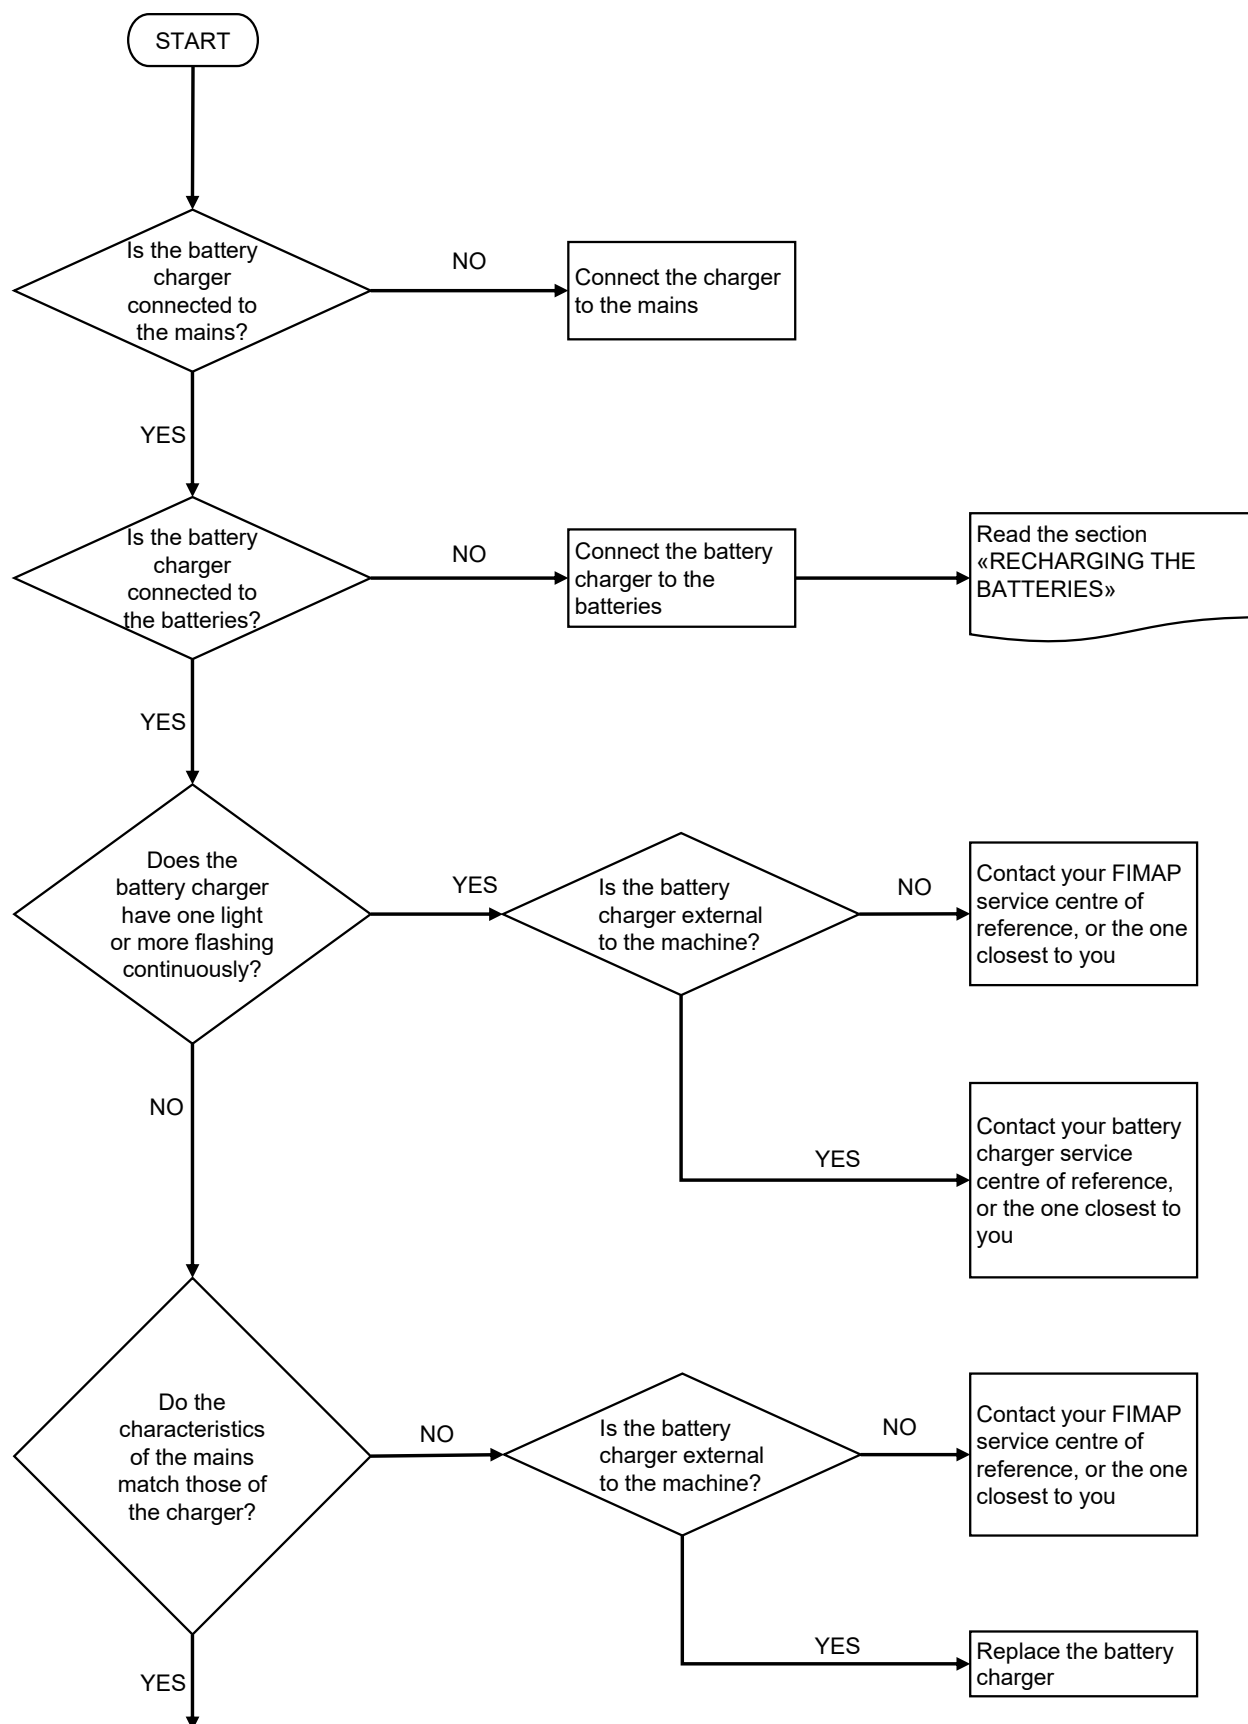 START
Is the battery
charger
connected to
the mains?
NO
Connect the charger
to the mains
YES
Is the battery
charger
connected to
the batteries?
NO
Connect the battery
charger to the
batteries
Read the section
«RECHARGING THE
BATTERIES»
YES
Does the
battery charger
have one light
or more flashing
continuously?
YES
Is the battery
charger external
to the machine?
NO
Contact your FIMAP
service centre of
reference, or the one
closest to you
YES
Contact your battery
charger service
centre of reference,
or the one closest to
you
NO
Do the
characteristics
of the mains
match those of
the charger?
NO
Is the battery
charger external
to the machine?
NO
Contact your FIMAP
service centre of
reference, or the one
closest to you
YES
Replace the battery
charger
YES